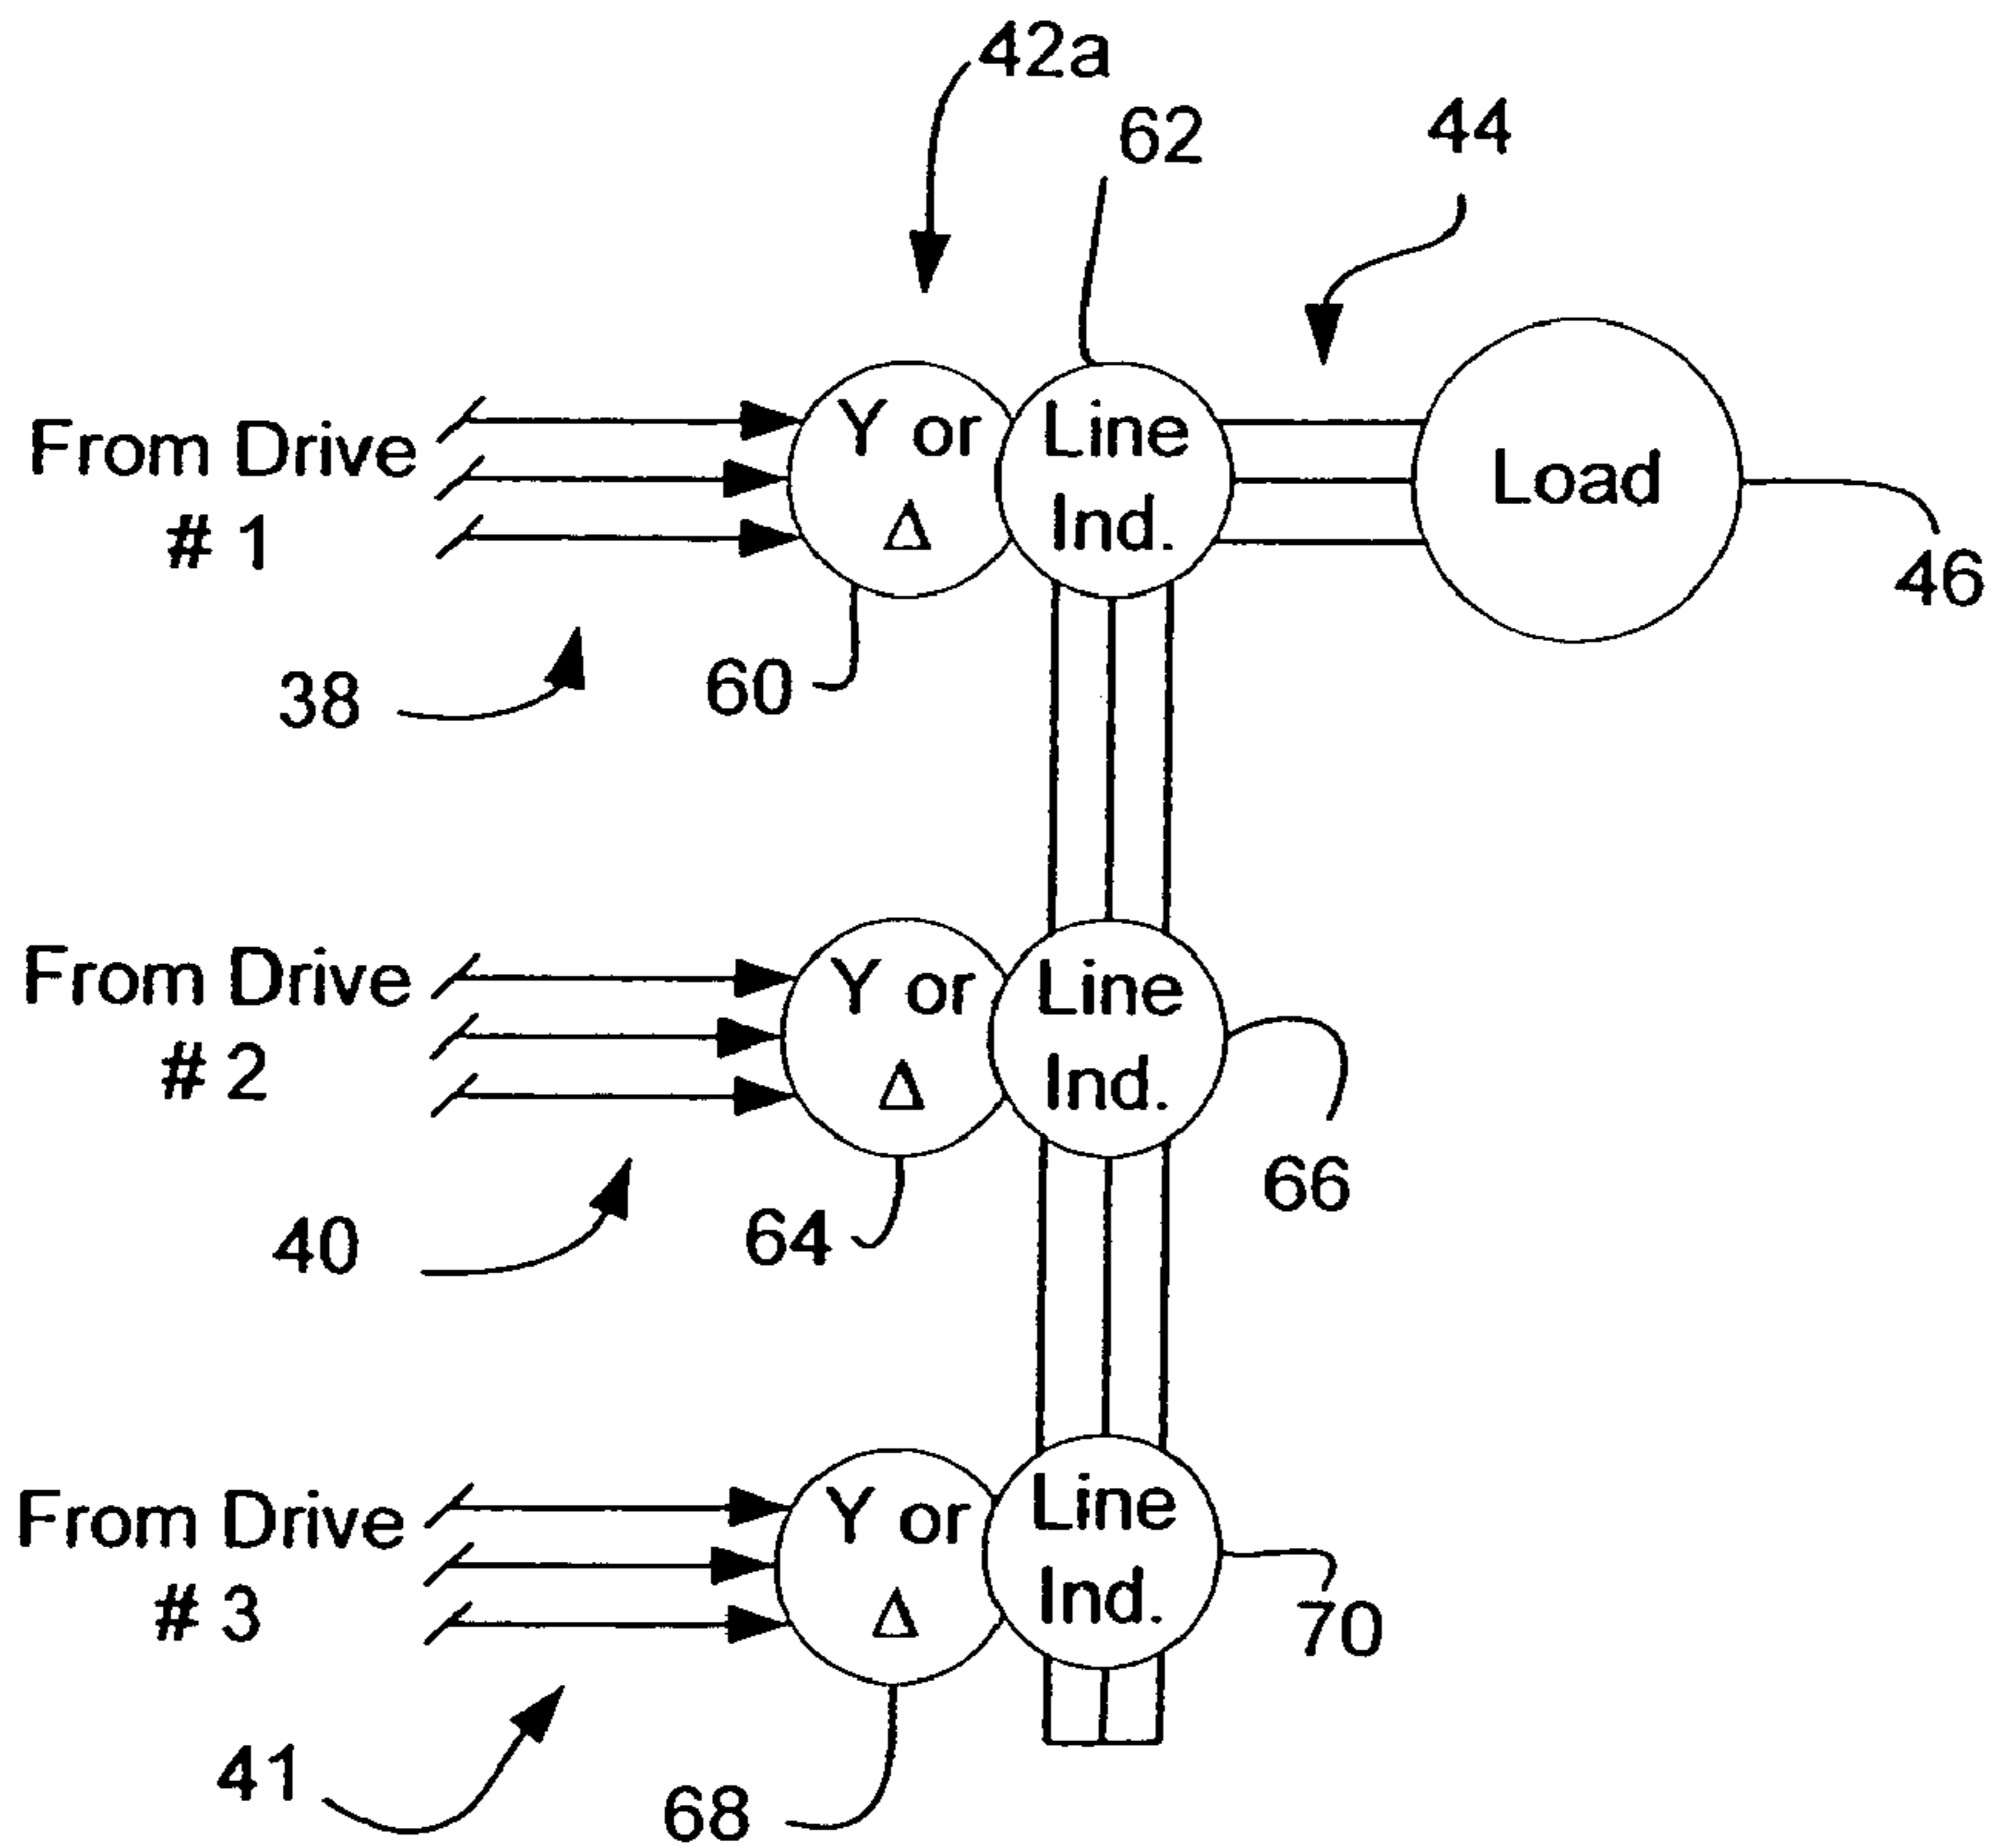 42a
62
44
From Drive
# 1
Y or
Δ
Line
Ind.
Load
46
38
60
From Drive
# 2
Y or
Δ
Line
Ind.
66
40
64
From Drive
# 3
Y or
Δ
Line
Ind.
70
41
68